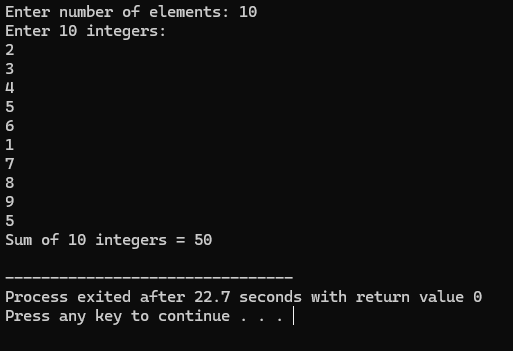 Enter number of elements: 10
Enter 10 integers:
2
3
4
5
6
1
7
8
9
5
Sum of 10 integers = 50
--------------------------------
Process exited after 22.7 seconds with return value 0
Press any key to continue . . .